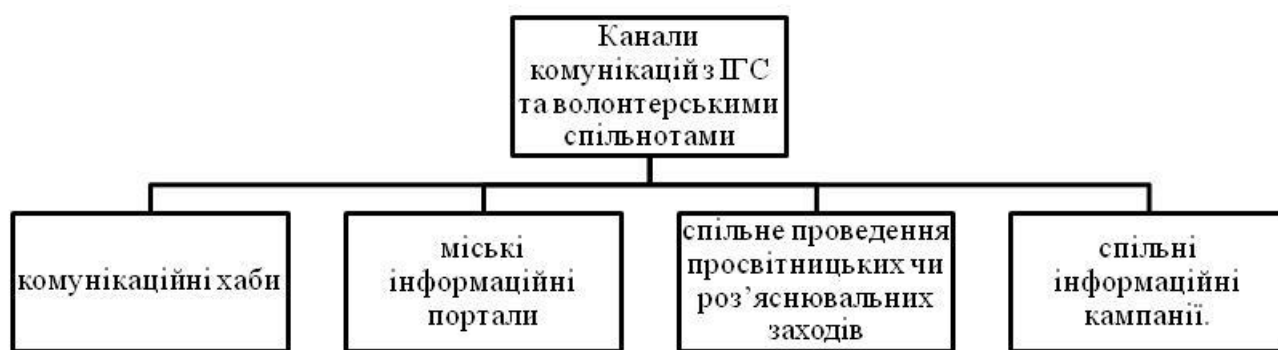 Канали
комунікацій з ІГС
та волонтерськими
спільнотами
комунікаційні хаби
міські
інформаційні
портали
спільне проведення
просвітницьких чи
роз’яснювальних
заходів
спільні
інформаційні
кампанії.